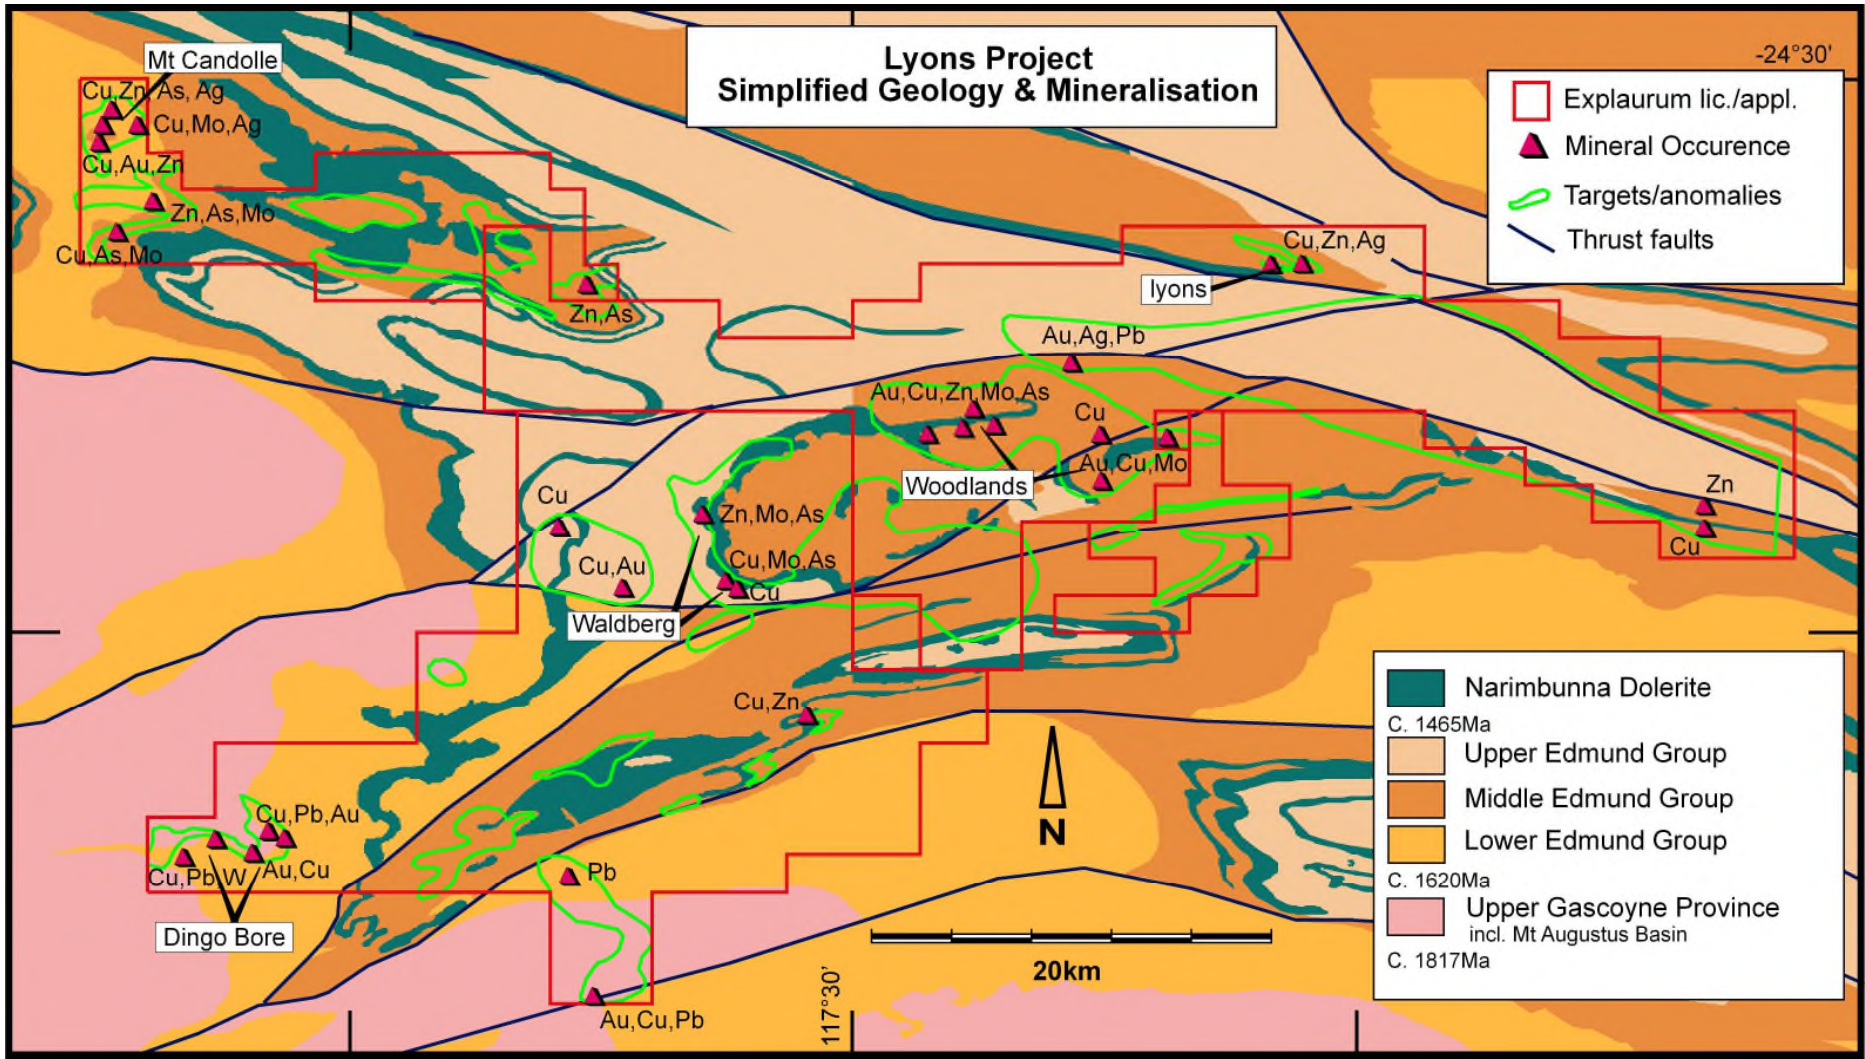 Lyons Project
Simplified Geology & Mineralisation
-24°30'
Explaurum lic./appl.
Mineral Occurence
Targets/anomalies
Thrust faults
Mt Candolle
Cu,Zn,As,Ag
Cu,Mo,Ag
Cu,Au,Zn
Zn,As,Mo
Cu,As,Mo
Zn,As
Cu,Zn,Ag
lyons
Au,Ag,Pb
Au,Cu,Zn,Mo,As
Cu
Au,Cu,Mo
Woodlands
Zn
Cu
Cu
Zn,Mo,As
Cu,Au
Cu,Mo,As
Cu
Waldberg
Cu,Zn
Cu,Pb,Au
Cu,Pb,W
Au,Cu
Dingo Bore
Pb
Au,Cu,Pb
N
20km
117°30'
Narimbunna Dolerite
C. 1465Ma
Upper Edmund Group
Middle Edmund Group
Lower Edmund Group
C. 1620Ma
Upper Gascoyne Province
incl. Mt Augustus Basin
C. 1817Ma